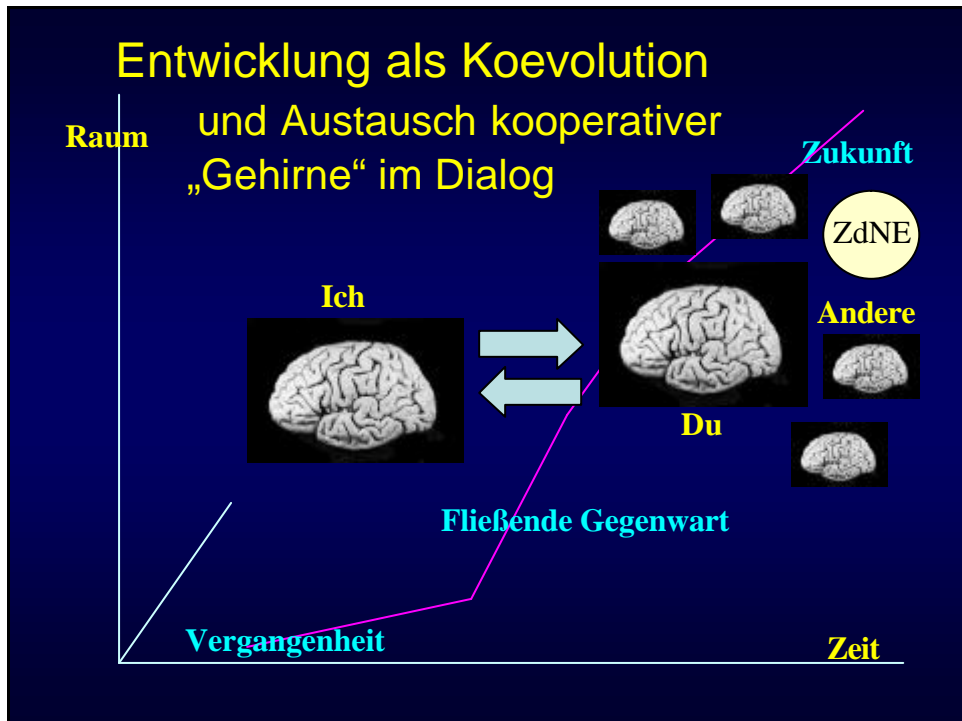 Entwicklung als Koevolution
und Austausch kooperativer
„Gehirne“ im Dialog
Raum
Zukunft
ZdNE
Ich
Andere
Du
Fließende Gegenwart
Vergangenheit
Zeit